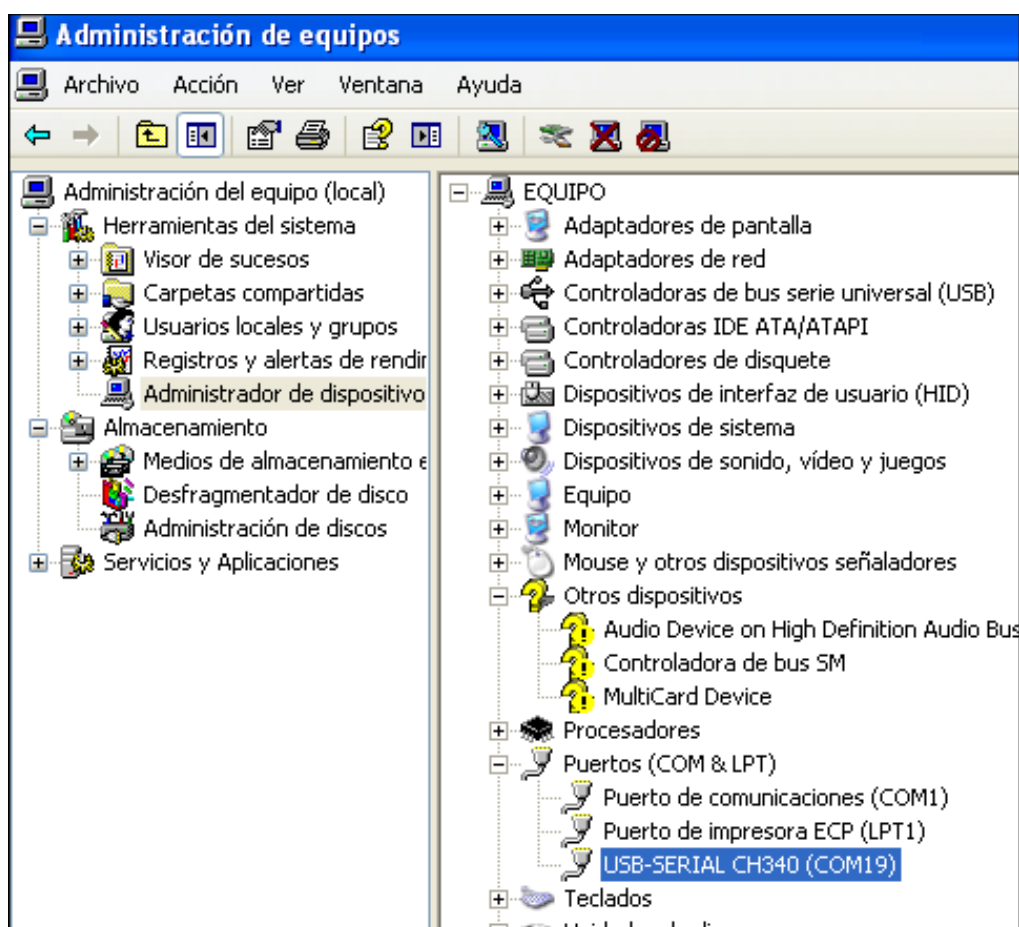 Administración de equipos
Archivo Acción Ver Ventana Ayuda
Administración del equipo (local)
Herramientas del sistema
Visor de sucesos
Carpetas compartidas
Usuarios locales y grupos
Registros y alertas de rendir
Administrador de dispositivo
Almacenamiento
Medios de almacenamiento e
Desfragmentador de disco
Administración de discos
Servicios y Aplicaciones
EQUIPO
Adaptadores de pantalla
Adaptadores de red
Controladoras de bus serie universal (USB)
Controladoras IDE ATA/ATAPI
Controladores de disquete
Dispositivos de interfaz de usuario (HID)
Dispositivos de sistema
Dispositivos de sonido, vídeo y juegos
Equipo
Monitor
Mouse y otros dispositivos señaladores
Otros dispositivos
Audio Device on High Definition Audio Bus
Controladora de bus SM
MultiCard Device
Procesadores
Puertos (COM & LPT)
Puerto de comunicaciones (COM1)
Puerto de impresora ECP (LPT1)
USB-SERIAL CH340 (COM19)
Teclados